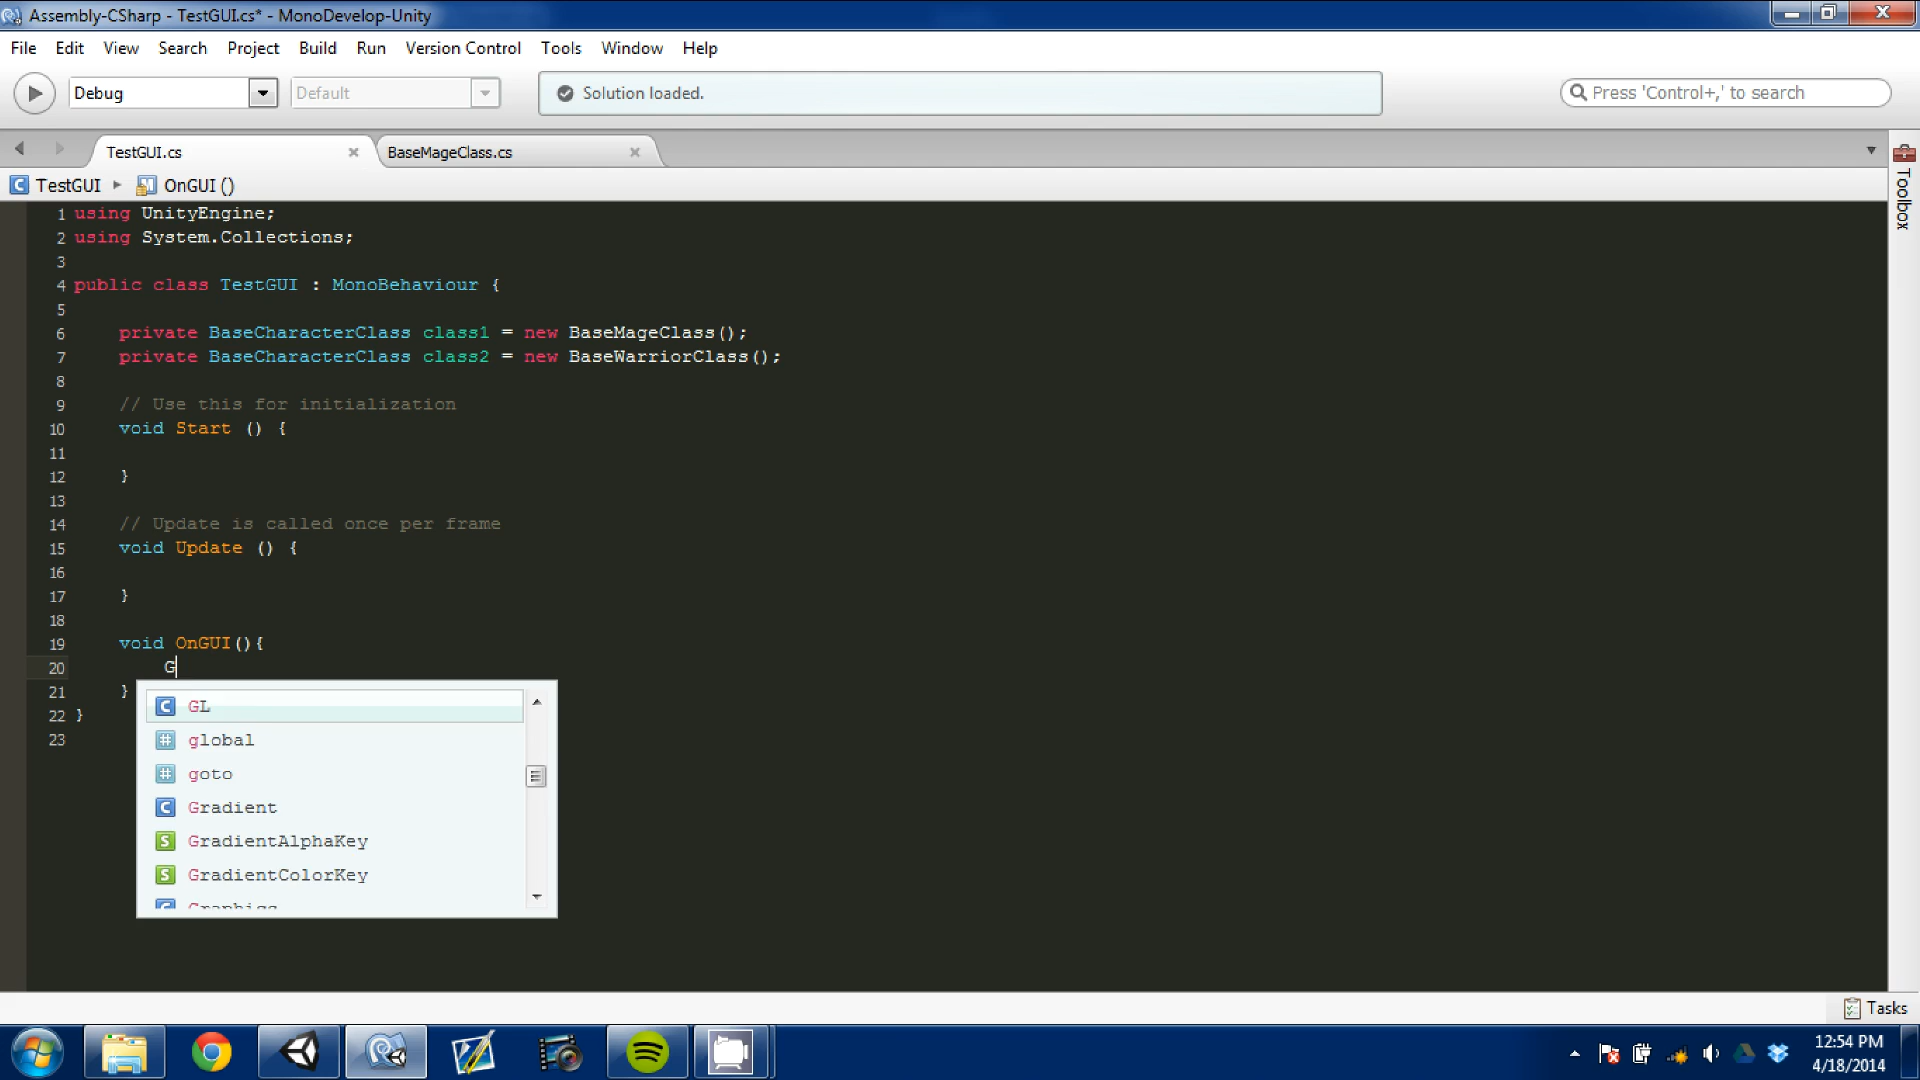 Assembly-CSharp - TestGUI.cs* - MonoDevelop-Unity
File Edit View Search Project Build Run Version Control Tools Window Help
Debug Default Solution loaded. Press 'Control+,' to search
TestGUI.cs BaseMageClass.cs
TestGUI OnGUI ()
Toolbox
1 using UnityEngine;
2 using System.Collections;
3
4 public class TestGUI : MonoBehaviour {
5
6 private BaseCharacterClass class1 = new BaseMageClass();
7 private BaseCharacterClass class2 = new BaseWarriorClass();
8
9 // Use this for initialization
10 void Start () {
11
12 }
13
14 // Update is called once per frame
15 void Update () {
16
17 }
18
19 void OnGUI(){
20 G
21 }
22 }
23
GL
global
goto
Gradient
GradientAlphaKey
GradientColorKey
Tasks
12:54 PM
4/18/2014